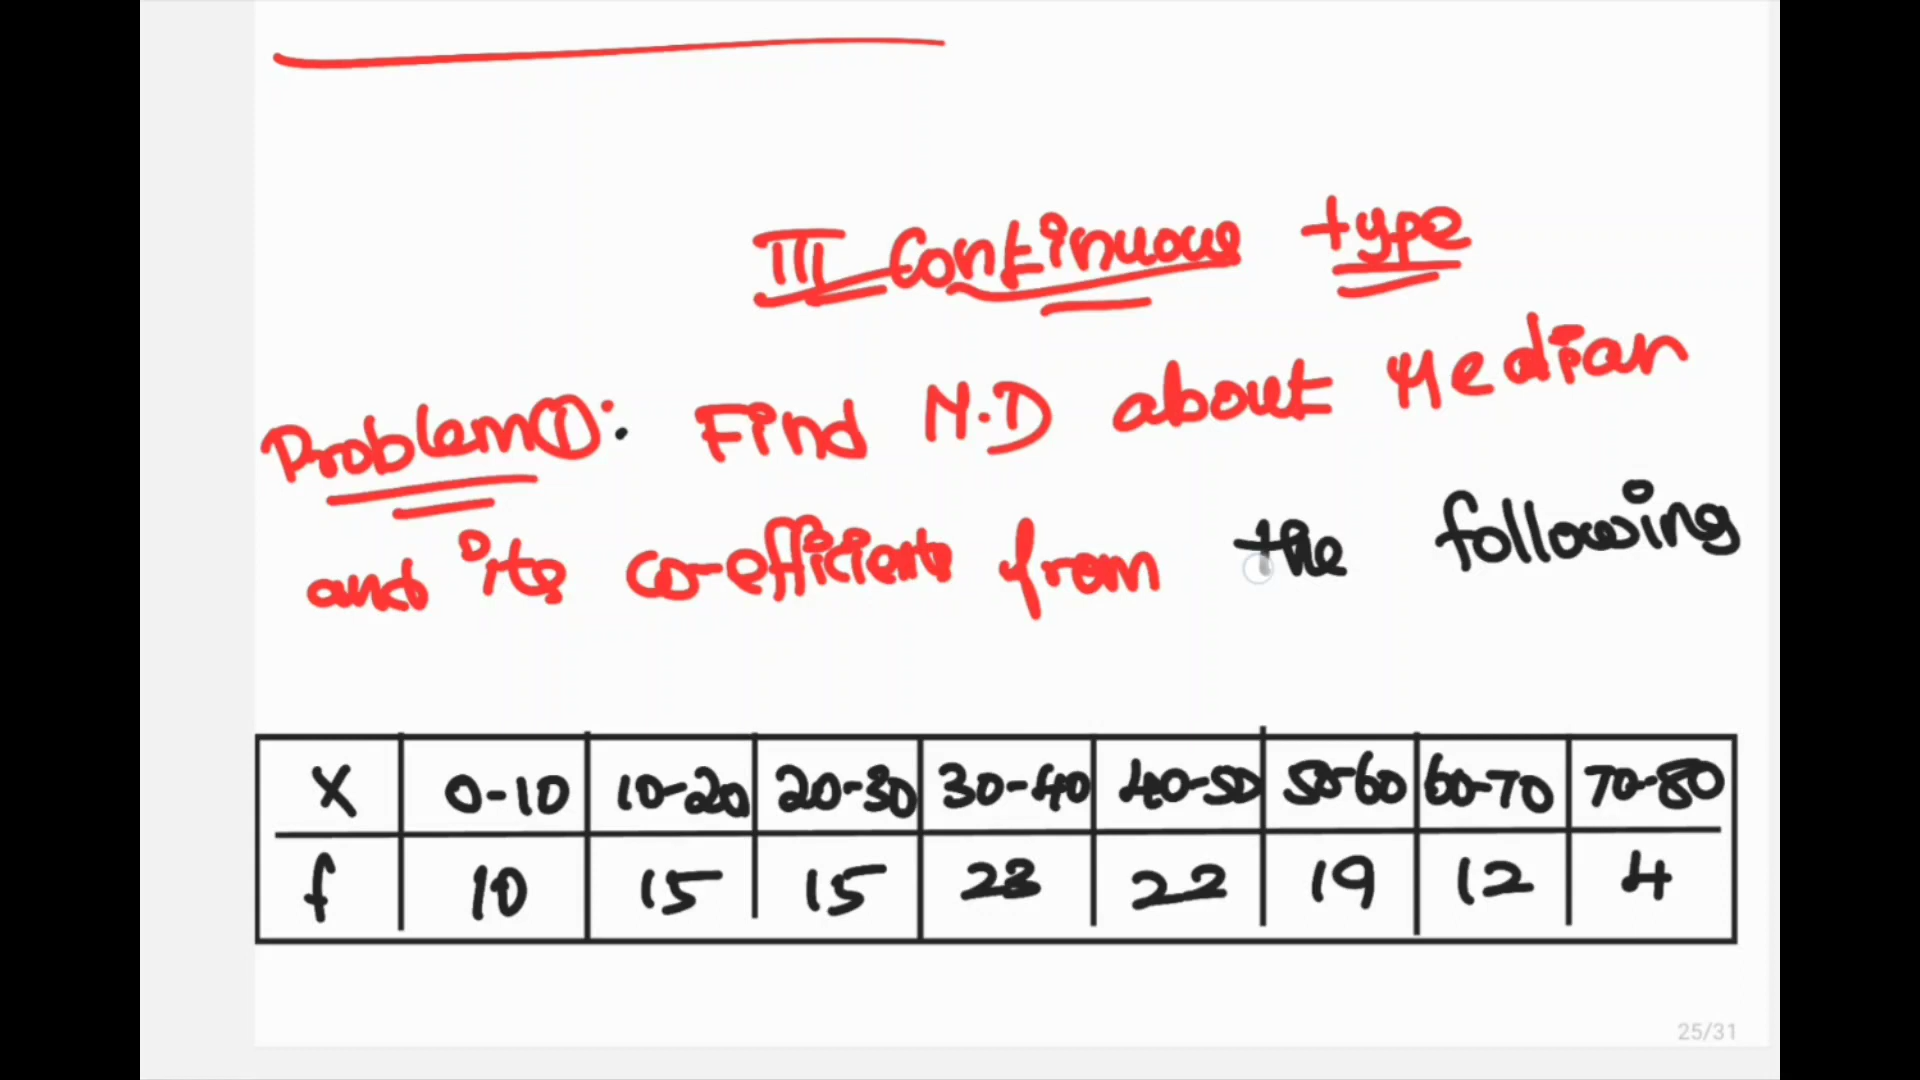 III Continuous type
Problem①: Find M.D about Median
and its co-efficient from the following
X 0-10 10-20 20-30 30-40 40-50 50-60 60-70 70-80
f 10 15 15 23 22 19 12 4
25/31